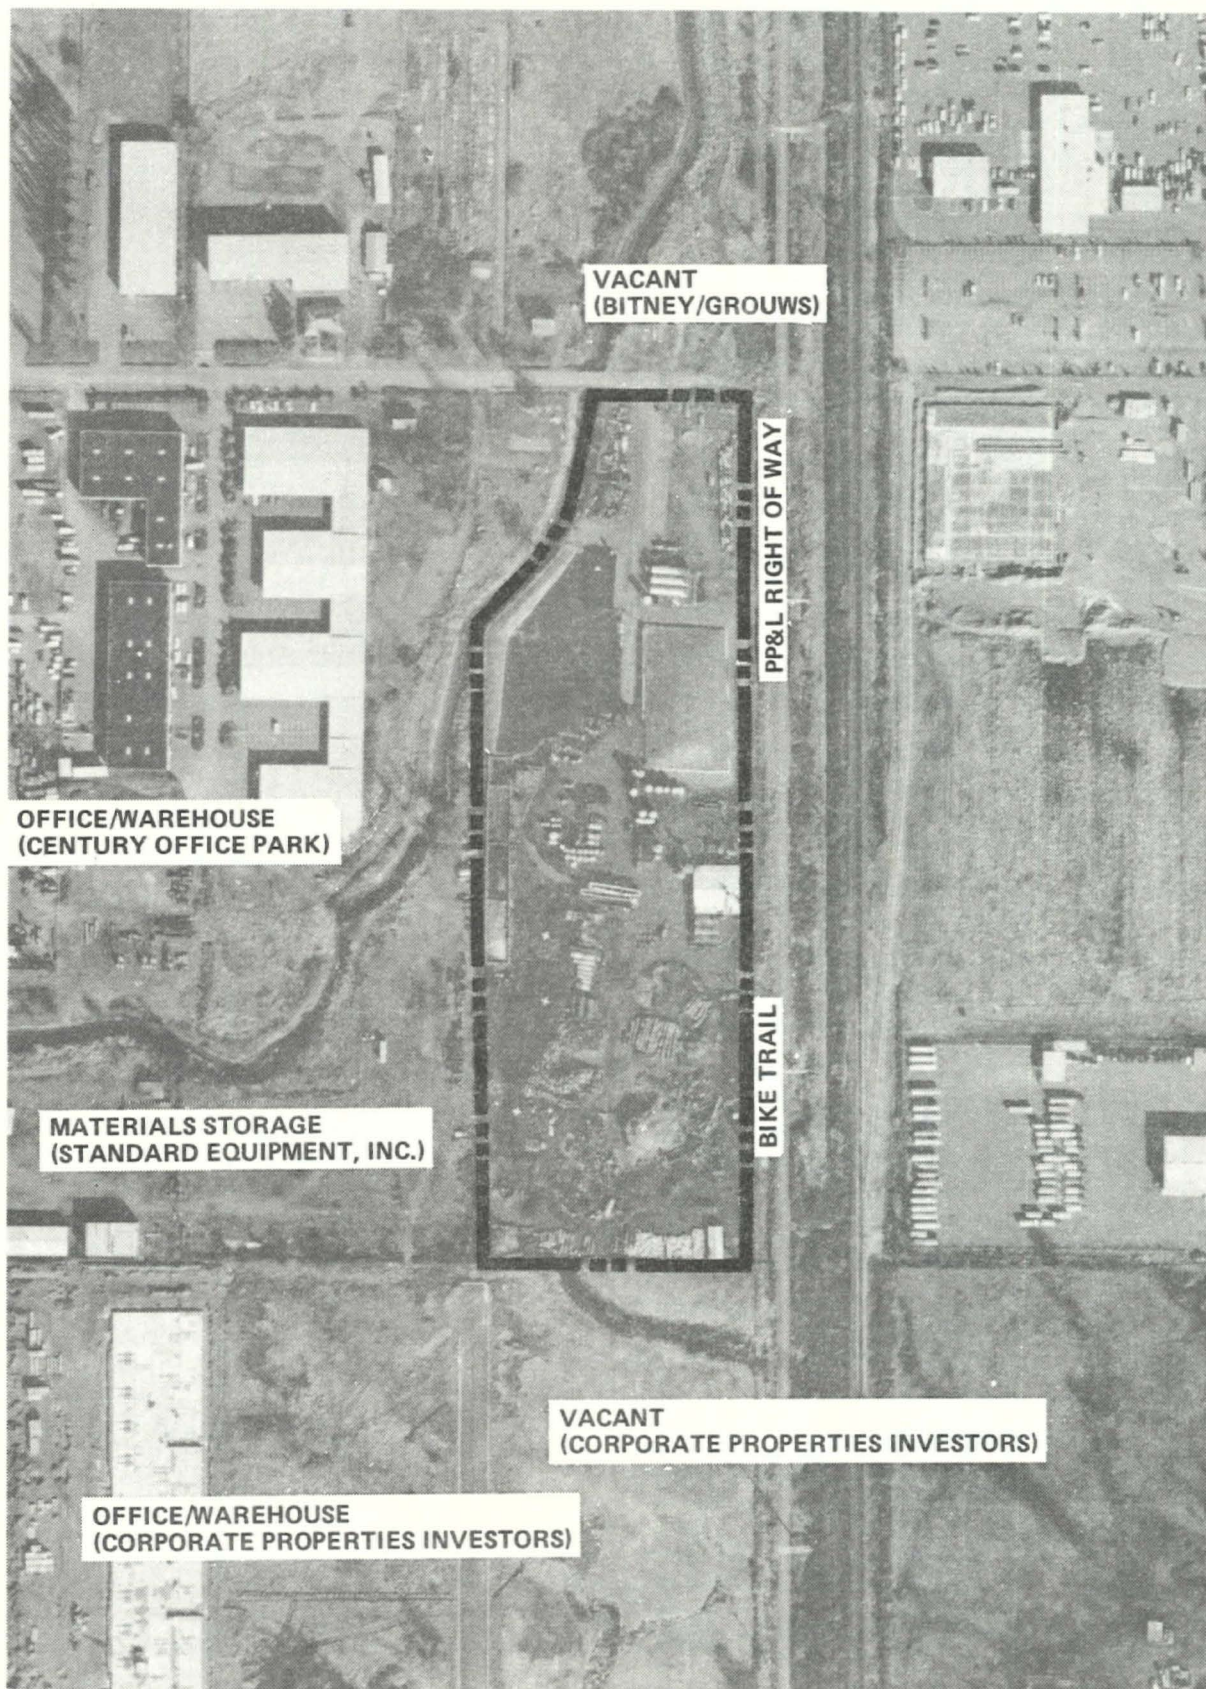 VACANT
(BITNEY/GROUWS)
PP&L RIGHT OF WAY
OFFICE/WAREHOUSE
(CENTURY OFFICE PARK)
BIKE TRAIL
MATERIALS STORAGE
(STANDARD EQUIPMENT, INC.)
VACANT
(CORPORATE PROPERTIES INVESTORS)
OFFICE/WAREHOUSE
(CORPORATE PROPERTIES INVESTORS)